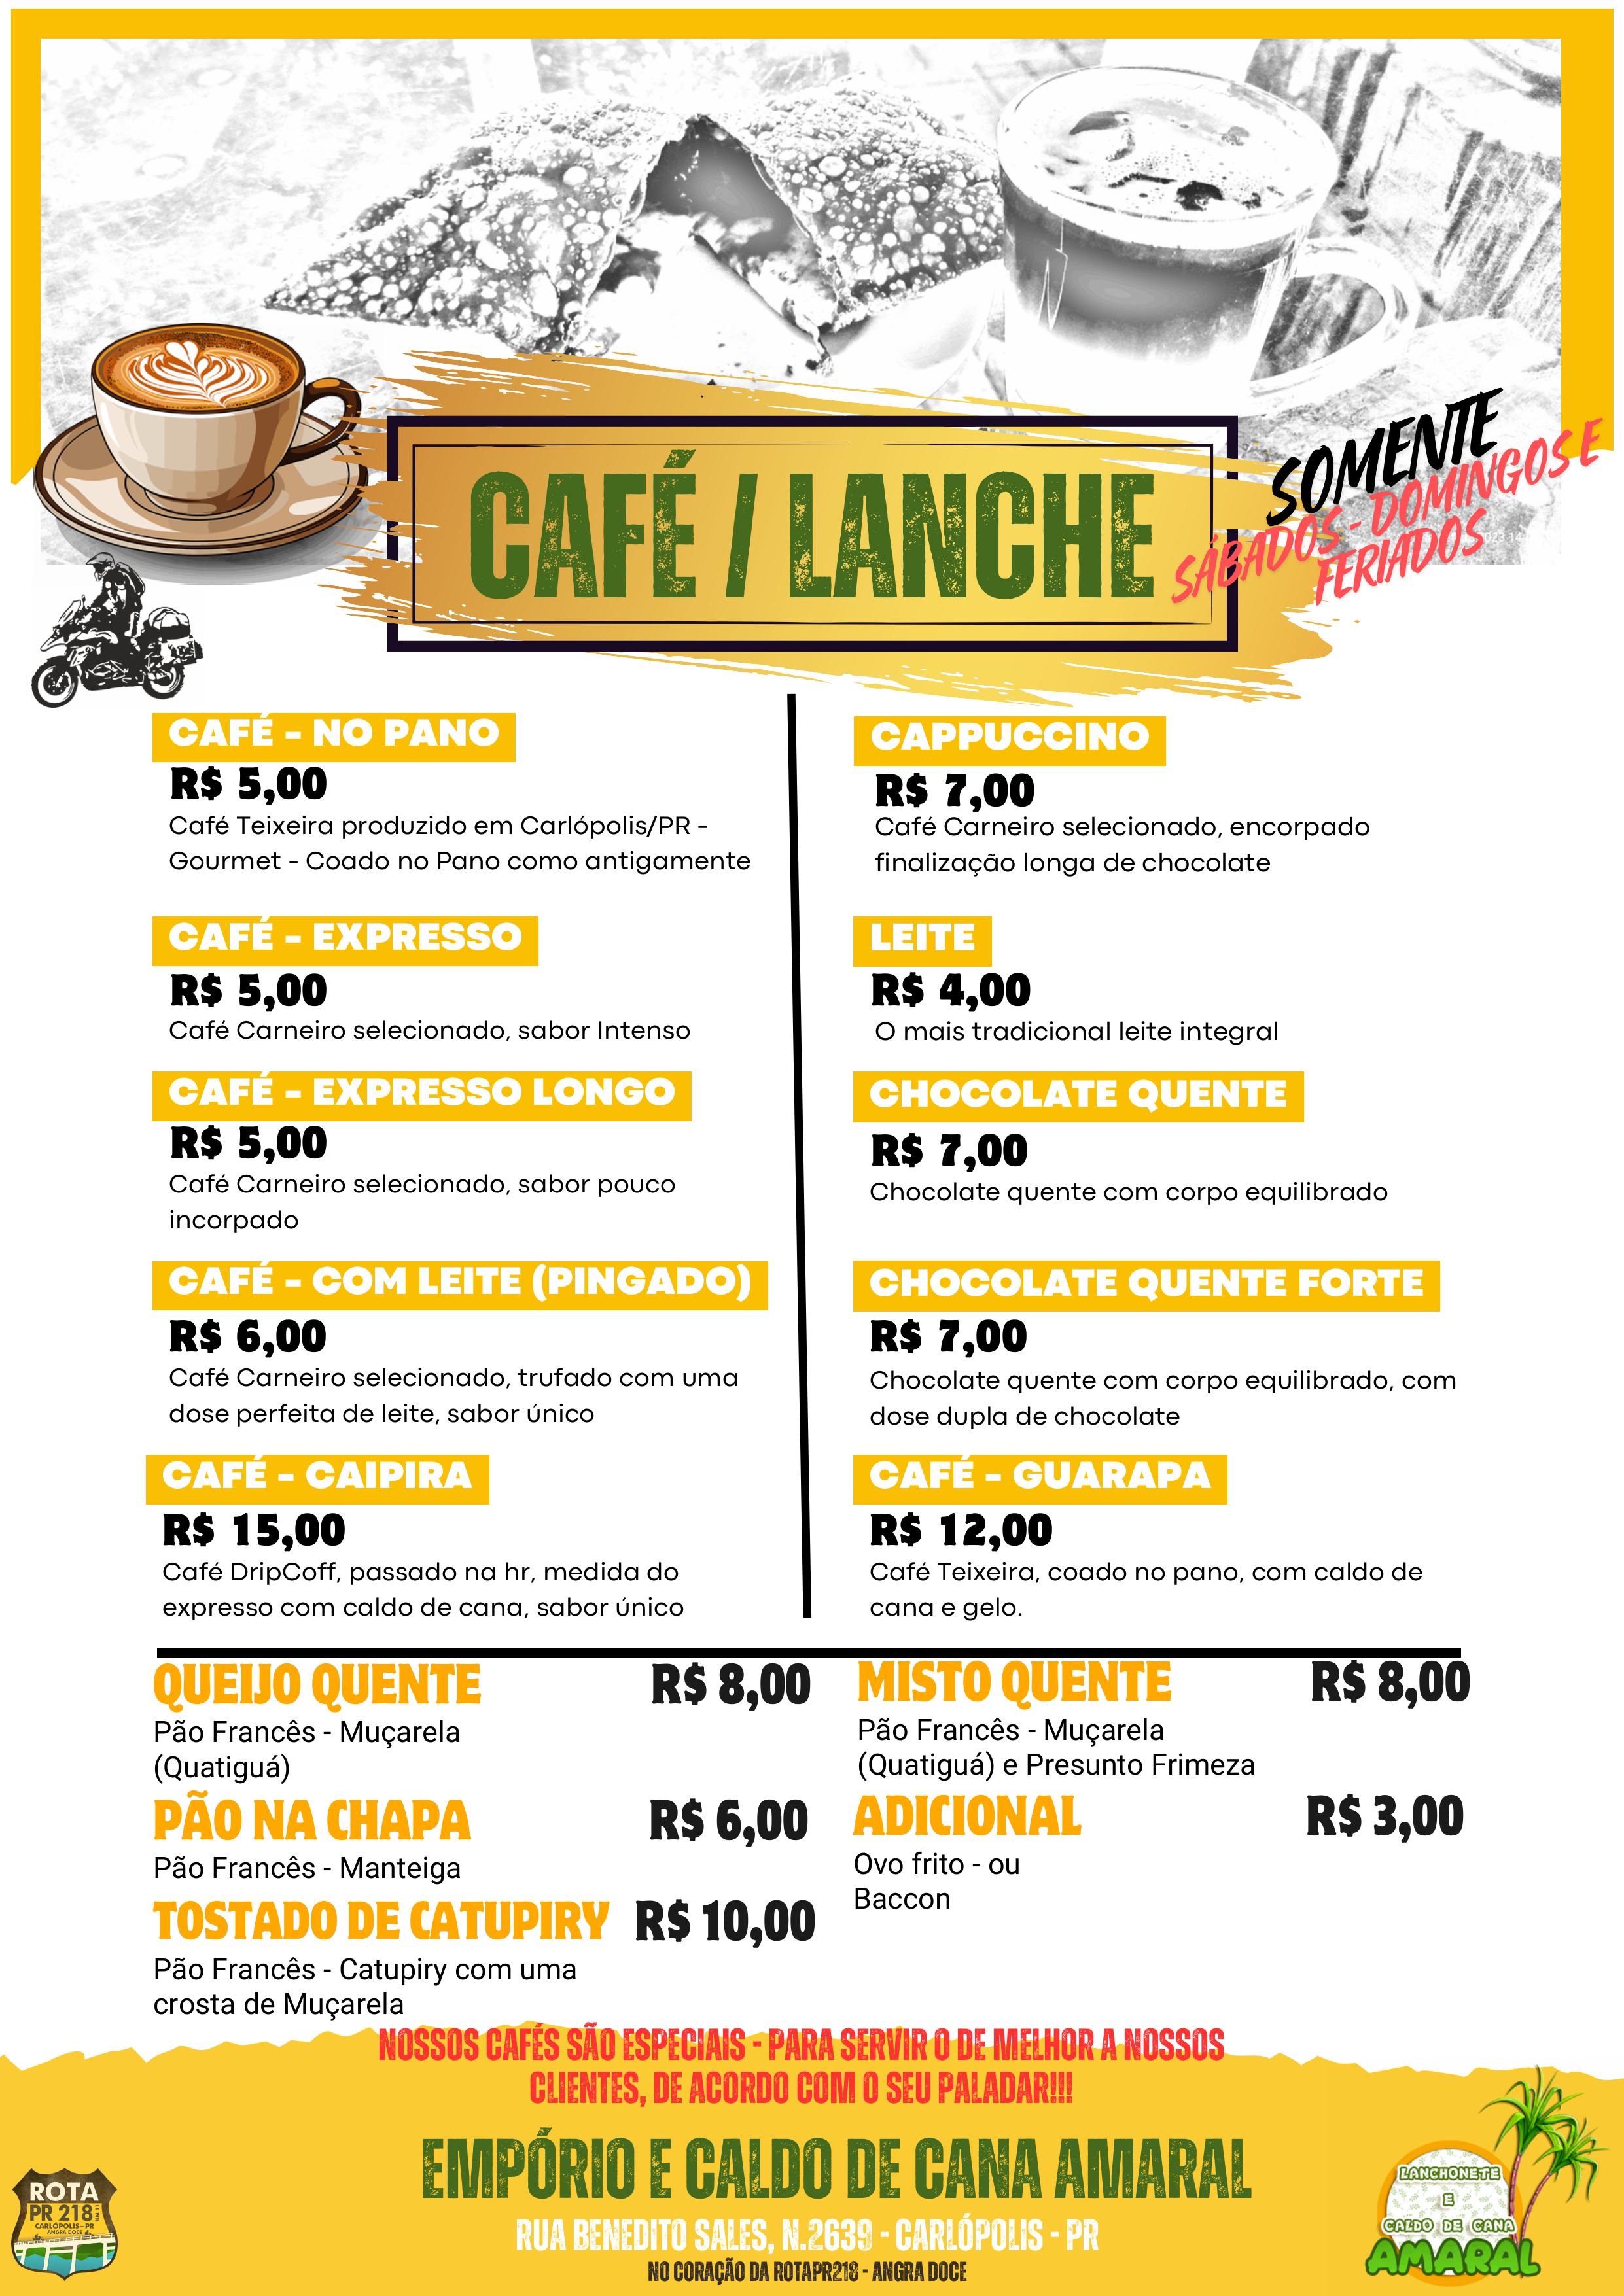 CAFÉ / LANCHE
SOMENTE
SÁBADOS - DOMINGOS E
FERIADOS
CAFÉ - NO PANO
R$ 5,00
Café Teixeira produzido em Carlópolis/PR -
Gourmet - Coado no Pano como antigamente
CAFÉ - EXPRESSO
R$ 5,00
Café Carneiro selecionado, sabor Intenso
CAFÉ - EXPRESSO LONGO
R$ 5,00
Café Carneiro selecionado, sabor pouco
incorpado
CAFÉ - COM LEITE (PINGADO)
R$ 6,00
Café Carneiro selecionado, trufado com uma
dose perfeita de leite, sabor único
CAFÉ - CAIPIRA
R$ 15,00
Café DripCoff, passado na hr, medida do
expresso com caldo de cana, sabor único
CAPPUCCINO
R$ 7,00
Café Carneiro selecionado, encorpado
finalização longa de chocolate
LEITE
R$ 4,00
O mais tradicional leite integral
CHOCOLATE QUENTE
R$ 7,00
Chocolate quente com corpo equilibrado
CHOCOLATE QUENTE FORTE
R$ 7,00
Chocolate quente com corpo equilibrado, com
dose dupla de chocolate
CAFÉ - GUARAPA
R$ 12,00
Café Teixeira, coado no pano, com caldo de
cana e gelo.
QUEIJO QUENTE R$ 8,00
Pão Francês - Muçarela
(Quatiguá)
PÃO NA CHAPA R$ 6,00
Pão Francês - Manteiga
TOSTADO DE CATUPIRY R$ 10,00
Pão Francês - Catupiry com uma
crosta de Muçarela
MISTO QUENTE R$ 8,00
Pão Francês - Muçarela
(Quatiguá) e Presunto Frimeza
ADICIONAL R$ 3,00
Ovo frito - ou
Baccon
NOSSOS CAFÉS SÃO ESPECIAIS - PARA SERVIR O DE MELHOR A NOSSOS
CLIENTES, DE ACORDO COM O SEU PALADAR!!!
EMPÓRIO E CALDO DE CANA AMARAL
RUA BENEDITO SALES, N.2639 - CARLÓPOLIS - PR
NO CORAÇÃO DA ROTAPR218 - ANGRA DOCE
ROTA
PR 218
CARLÓPOLIS-PR
ANGRA DOCE
LANCHONETE
E
CALDO DE CANA
AMARAL